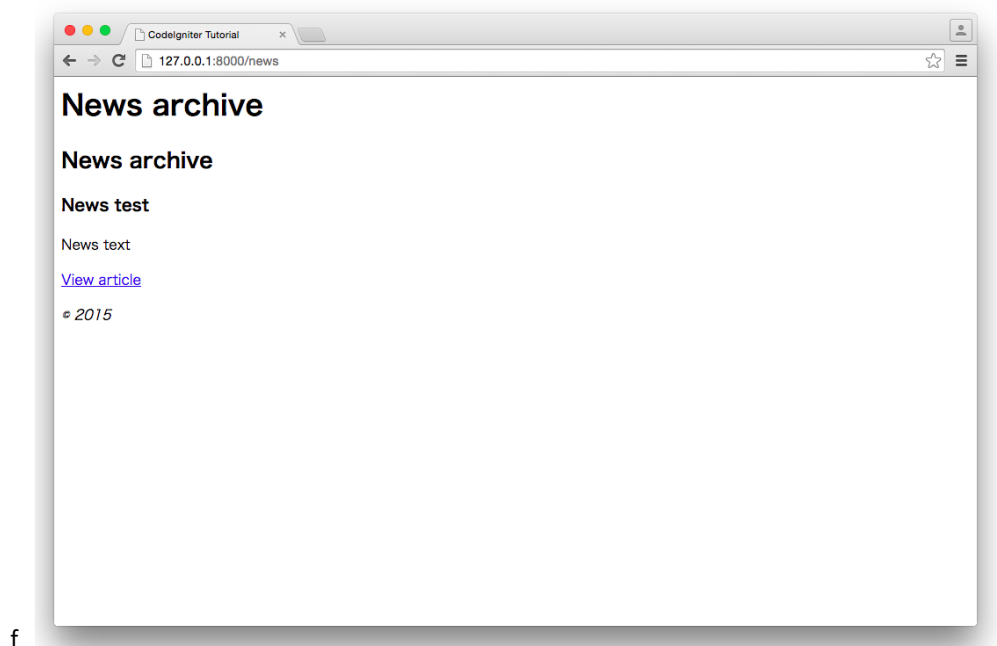 CodeIgniter Tutorial
127.0.0.1:8000/news
News archive
News archive
News test
News text
View article
© 2015
f